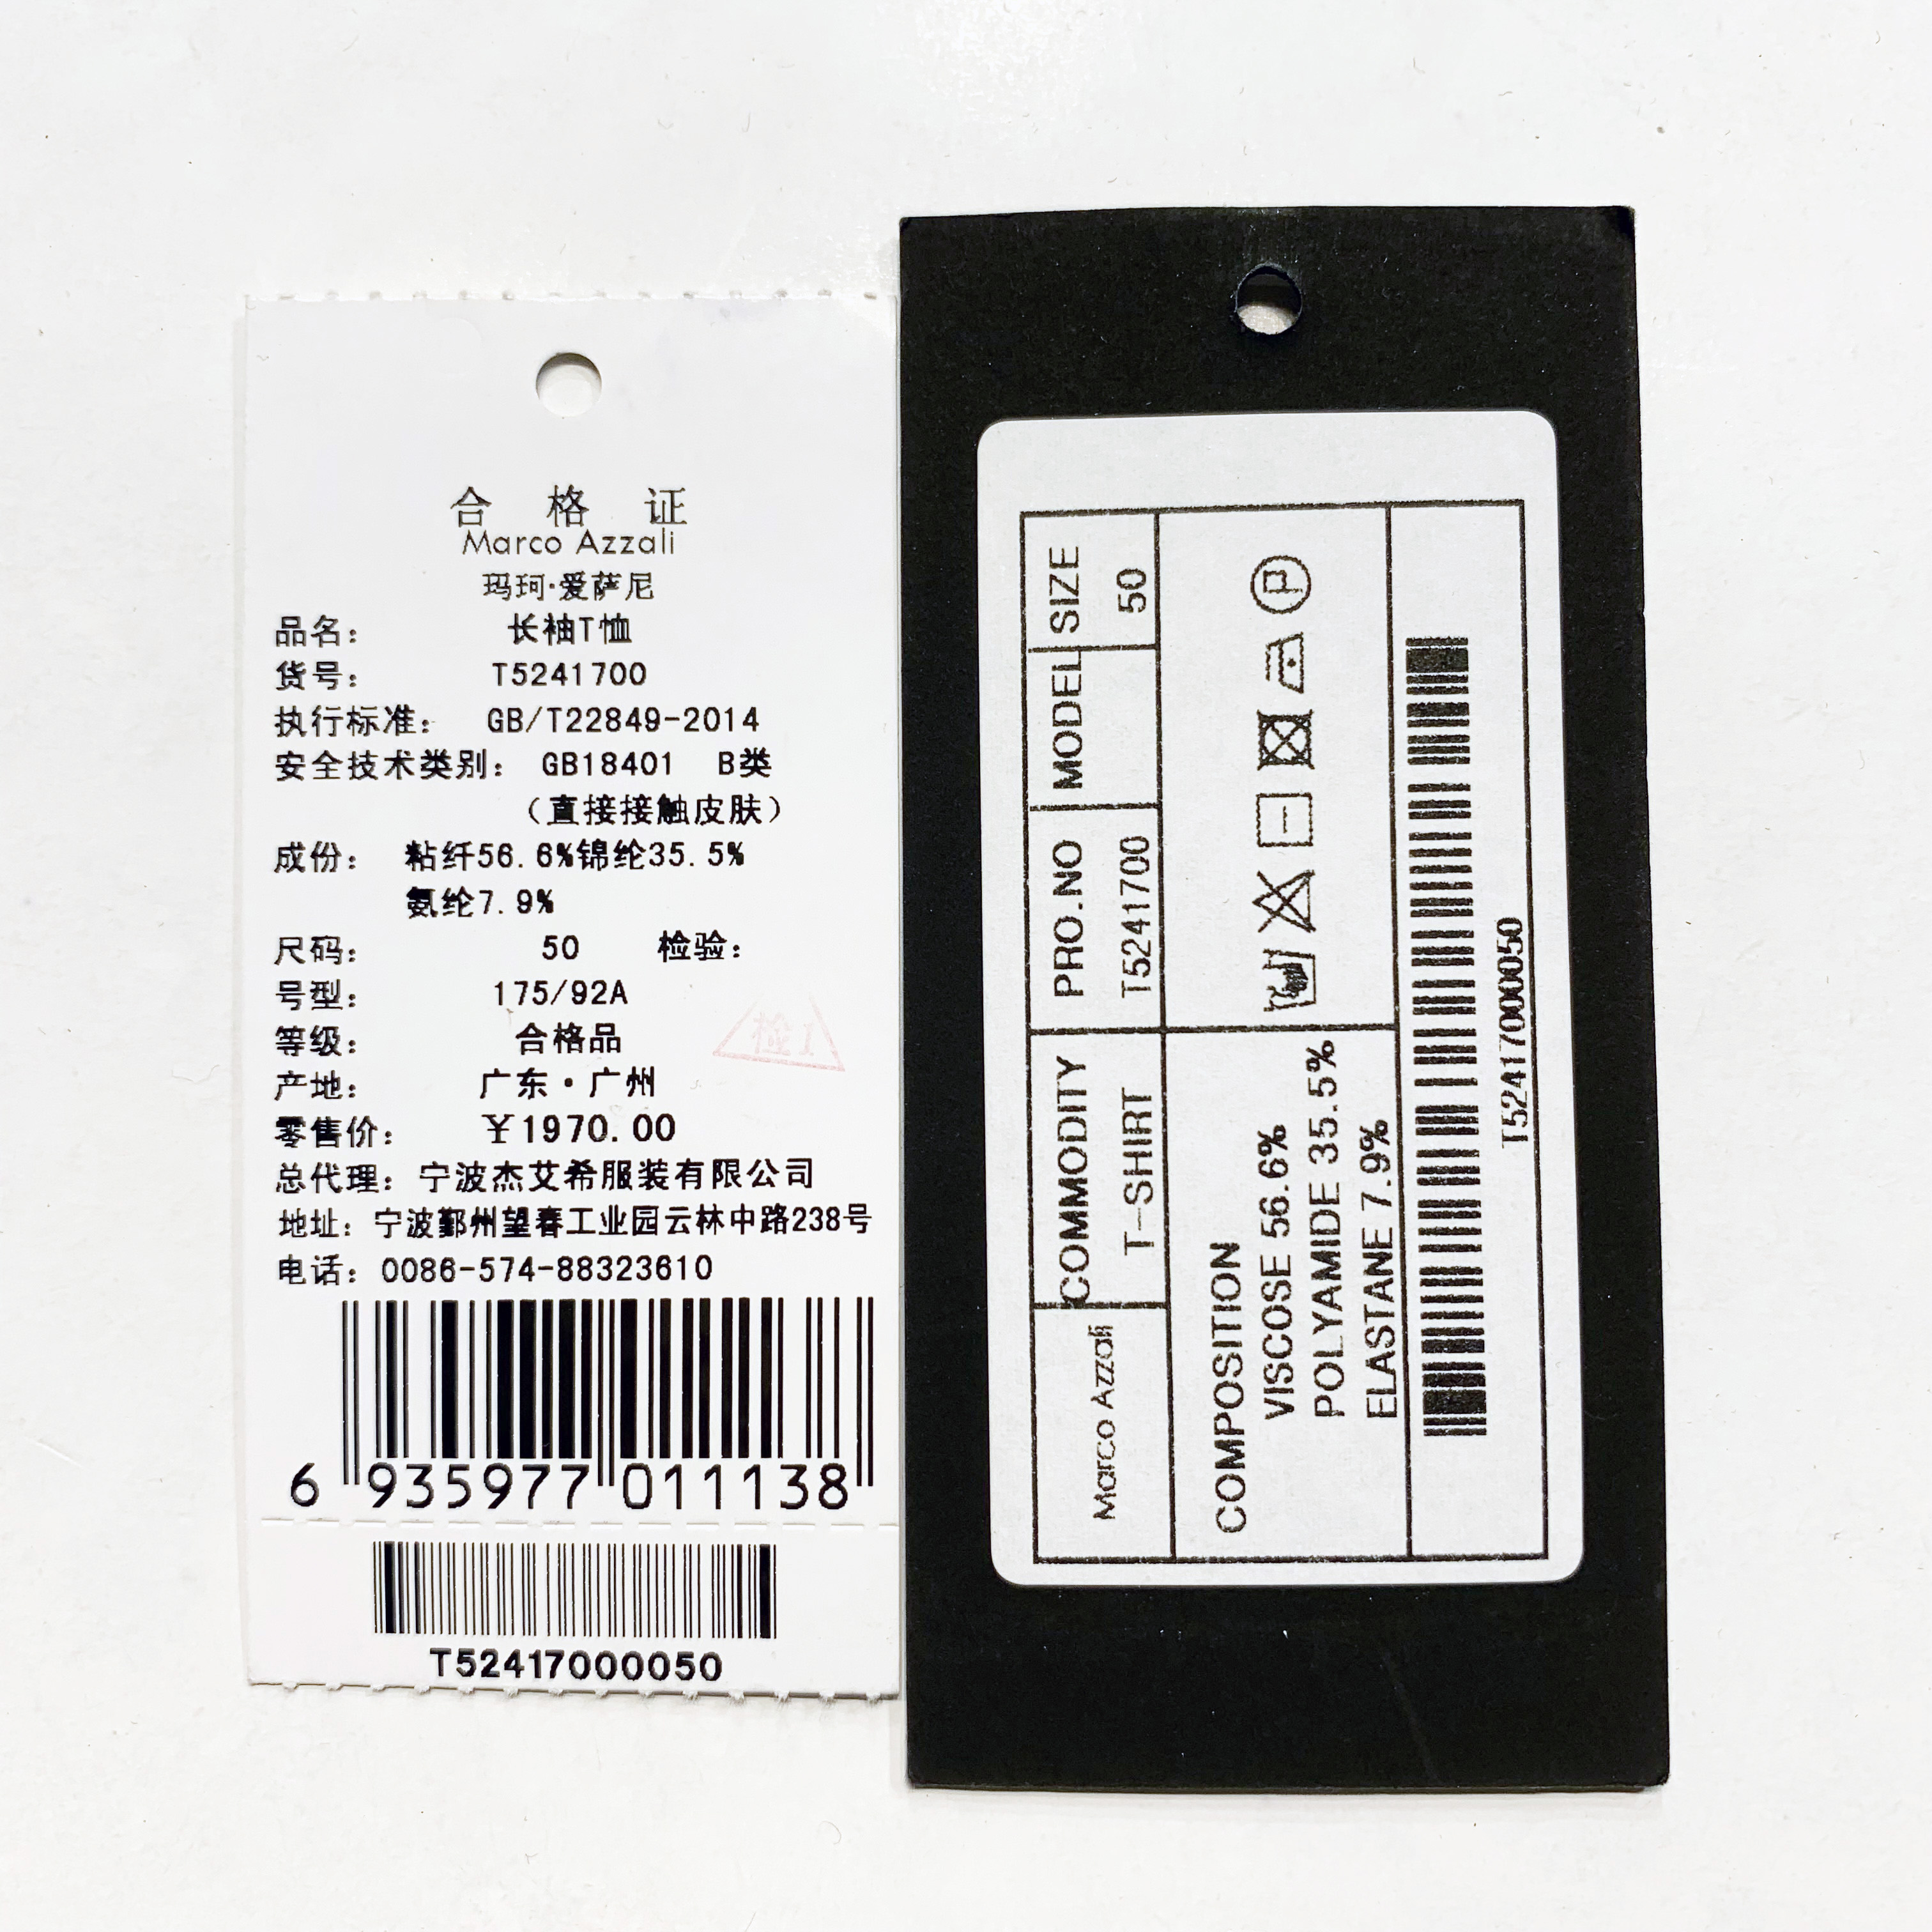 合格证
Marco Azzali
玛珂·爱萨尼
品名： 长袖T恤
货号： T5241700
执行标准： GB/T22849-2014
安全技术类别： GB18401 B类
（直接接触皮肤）
成份： 粘纤56.6%锦纶35.5%
氨纶7.9%
尺码： 50 检验：
号型： 175/92A
检1
等级： 合格品
产地： 广东·广州
零售价： ¥1970.00
总代理：宁波杰艾希服装有限公司
地址：宁波鄞州望春工业园云林中路238号
电话：0086-574-88323610
6 935977 011138
T52417000050
Marco Azzali
COMMODITY PRO.NO MODEL SIZE
T-SHIRT T5241700 50
COMPOSITION
VISCOSE 56.6%
POLYAMIDE 35.5%
ELASTANE 7.9%
P
T52417000050